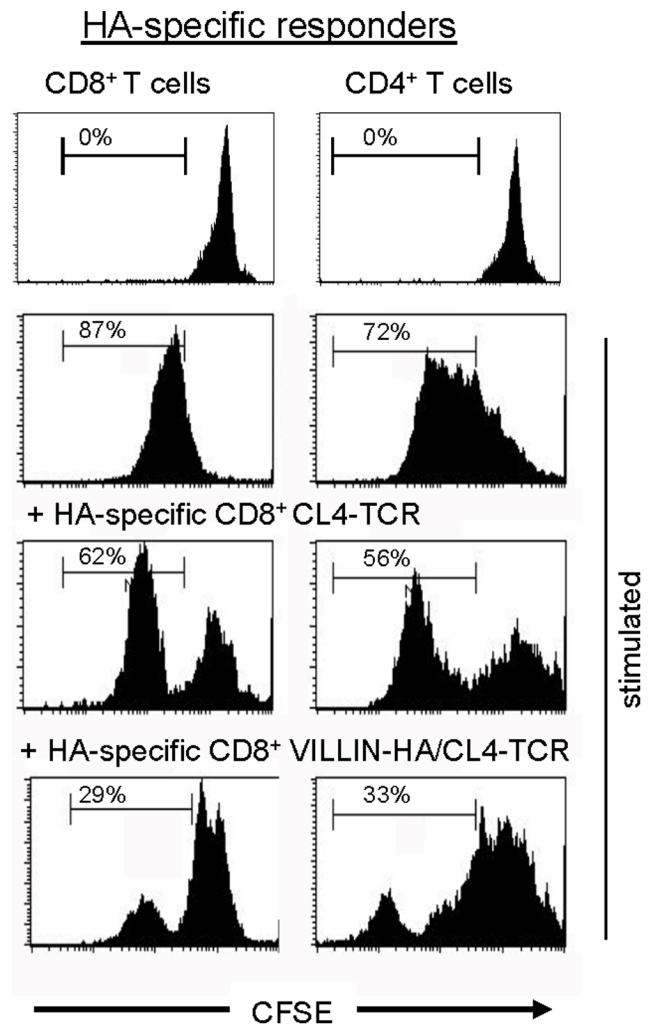 HA-specific responders
CD8⁺ T cells CD4⁺ T cells
0% 0%
87% 72%
+ HA-specific CD8⁺ CL4-TCR
62% 56%
+ HA-specific CD8⁺ VILLIN-HA/CL4-TCR
29% 33%
stimulated
CFSE